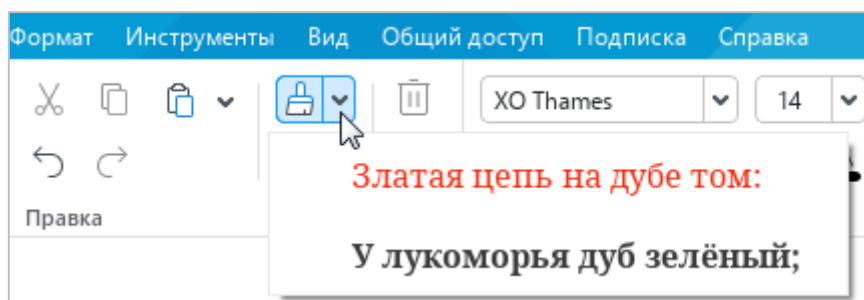 Формат Инструменты Вид Общий доступ Подписка Справка
XO Thames 14
Златая цепь на дубе том:
Правка
У лукоморья дуб зелёный;